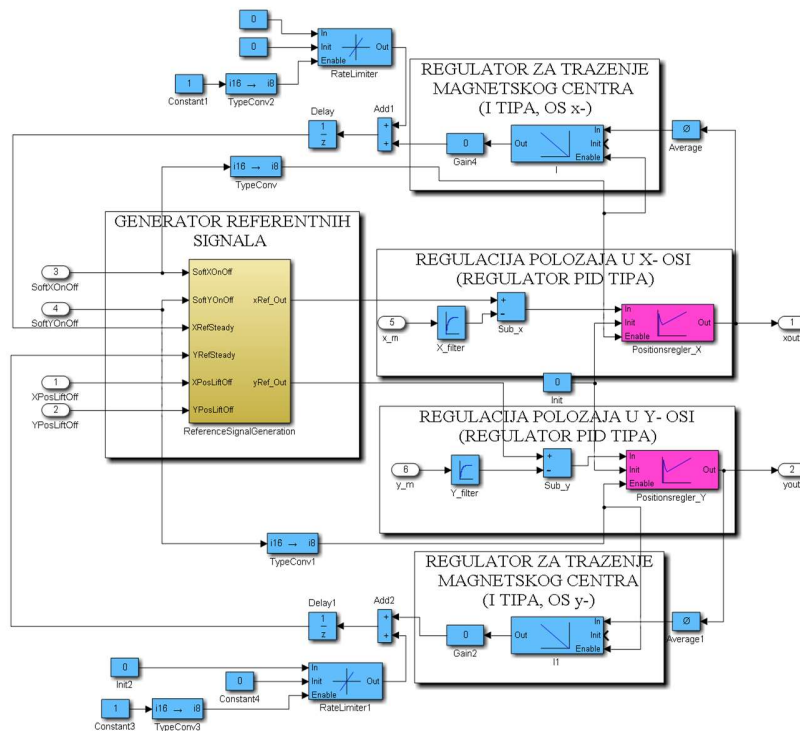 0
In
0
Init
Out
Enable
RateLimiter
1
Constant1
i16 → i8
TypeConv2
REGULATOR ZA TRAZENJE
MAGNETSKOG CENTRA
(I TIPA, OS x-)
Delay
1
z
Add1
+
+
0
Gain4
Out
In
Init
Enable
I
Ø
Average
i16 → i8
TypeConv
GENERATOR REFERENTNIH
SIGNALA
3
SoftXOnOff
4
SoftYOnOff
1
XPosLiftOff
2
YPosLiftOff
SoftXOnOff
SoftYOnOff
XRefSteady
YRefSteady
XPosLiftOff
YPosLiftOff
xRef_Out
yRef_Out
ReferenceSignalGeneration
REGULACIJA POLOZAJA U X- OSI
(REGULATOR PID TIPA)
5
x_m
X_filter
+
−
Sub_x
In
Init
Enable
Out
Positionsregler_X
1
xout
0
Init
REGULACIJA POLOZAJA U Y- OSI
(REGULATOR PID TIPA)
6
y_m
Y_filter
+
−
Sub_y
In
Init
Enable
Out
Positionsregler_Y
2
yout
i16 → i8
TypeConv1
REGULATOR ZA TRAZENJE
MAGNETSKOG CENTRA
(I TIPA, OS y-)
Delay1
1
z
Add2
+
+
0
Gain2
Out
In
Init
Enable
I1
Ø
Average1
0
Init2
0
Constant4
In
Init
Enable
Out
RateLimiter1
1
Constant3
i16 → i8
TypeConv3